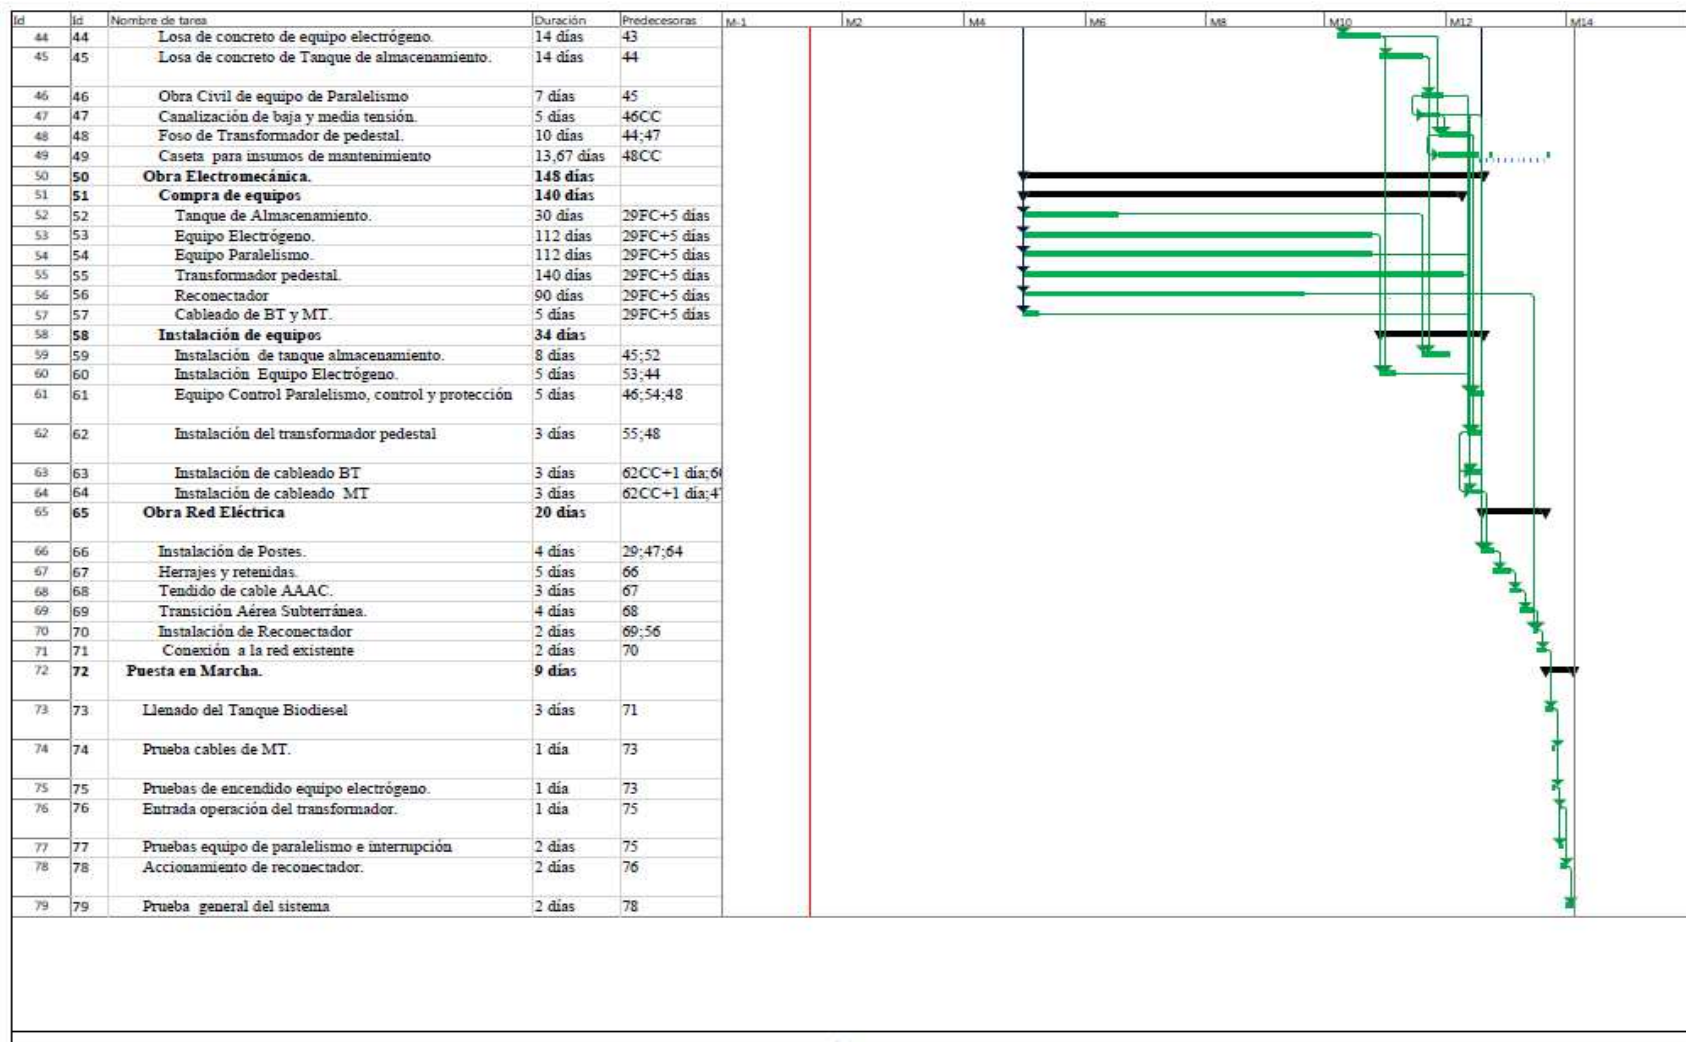 Id Id Nombre de tarea Duración Predecesoras M-1 M2 M4 M6 M8 M10 M12 M14
44 44 Losa de concreto de equipo electrógeno. 14 días 43
45 45 Losa de concreto de Tanque de almacenamiento. 14 días 44
46 46 Obra Civil de equipo de Paralelismo 7 días 45
47 47 Canalización de baja y media tensión. 5 días 46CC
48 48 Foso de Transformador de pedestal. 10 días 44;47
49 49 Caseta para insumos de mantenimiento 13,67 días 48CC
50 50 Obra Electromecánica. 148 días
51 51 Compra de equipos 140 días
52 52 Tanque de Almacenamiento. 30 días 29FC+5 días
53 53 Equipo Electrógeno. 112 días 29FC+5 días
54 54 Equipo Paralelismo. 112 días 29FC+5 días
55 55 Transformador pedestal. 140 días 29FC+5 días
56 56 Reconectador 90 días 29FC+5 días
57 57 Cableado de BT y MT. 5 días 29FC+5 días
58 58 Instalación de equipos 34 días
59 59 Instalación de tanque almacenamiento. 8 días 45;52
60 60 Instalación Equipo Electrógeno. 5 días 53;44
61 61 Equipo Control Paralelismo, control y protección 5 días 46;54;48
62 62 Instalación del transformador pedestal 3 días 55;48
63 63 Instalación de cableado BT 3 días 62CC+1 día;6
64 64 Instalación de cableado MT 3 días 62CC+1 día;4
65 65 Obra Red Eléctrica 20 días
66 66 Instalación de Postes. 4 días 29;47;64
67 67 Herrajes y retenidas. 5 días 66
68 68 Tendido de cable AAAC. 3 días 67
69 69 Transición Aérea Subterránea. 4 días 68
70 70 Instalación de Reconectador 2 días 69;56
71 71 Conexión a la red existente 2 días 70
72 72 Puesta en Marcha. 9 días
73 73 Llenado del Tanque Biodiesel 3 días 71
74 74 Prueba cables de MT. 1 día 73
75 75 Pruebas de encendido equipo electrógeno. 1 día 73
76 76 Entrada operación del transformador. 1 día 75
77 77 Pruebas equipo de paralelismo e interrupción 2 días 75
78 78 Accionamiento de reconectador. 2 días 76
79 79 Prueba general del sistema 2 días 78